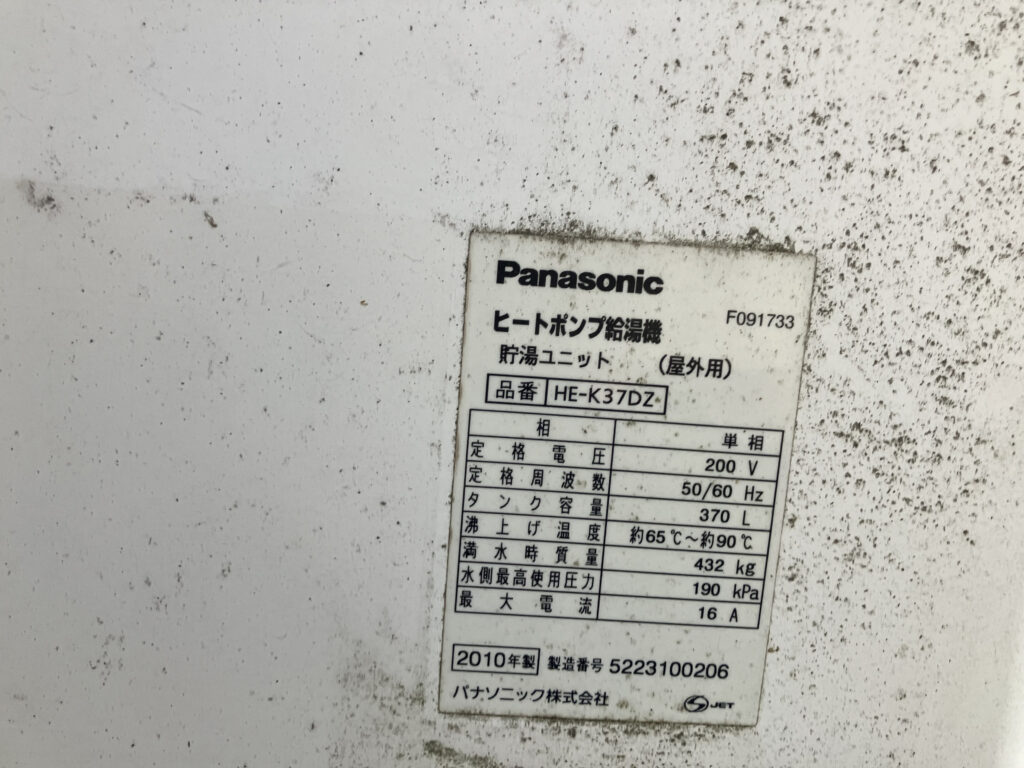 Panasonic
F091733
ヒートポンプ給湯機
貯湯ユニット (屋外用)
品番 HE-K37DZ
相 単相
定格電圧 200 V
定格周波数 50/60 Hz
タンク容量 370 L
沸上げ温度 約65℃～約90℃
満水時質量 432 kg
水側最高使用圧力 190 kPa
最大電流 16 A
2010年製 製造番号 5223100206
パナソニック株式会社
S JET